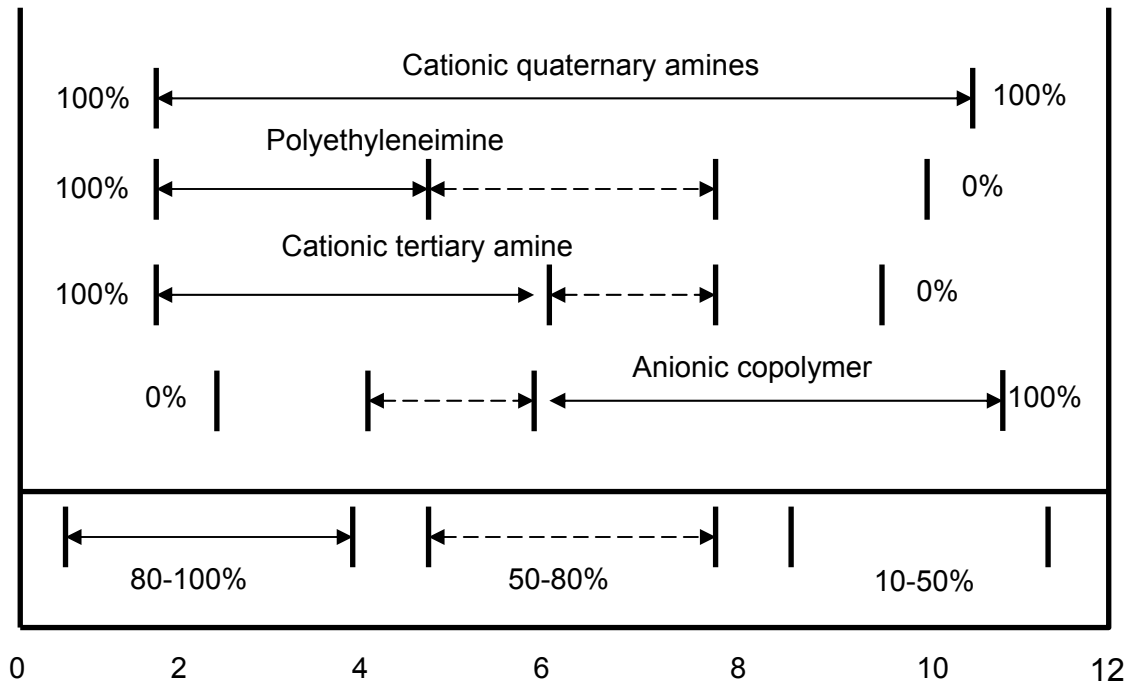 Cationic quaternary amines
100% 100%
Polyethyleneimine
100% 0%
Cationic tertiary amine
100% 0%
Anionic copolymer
0% 100%
80-100% 50-80% 10-50%
0 2 4 6 8 10 12